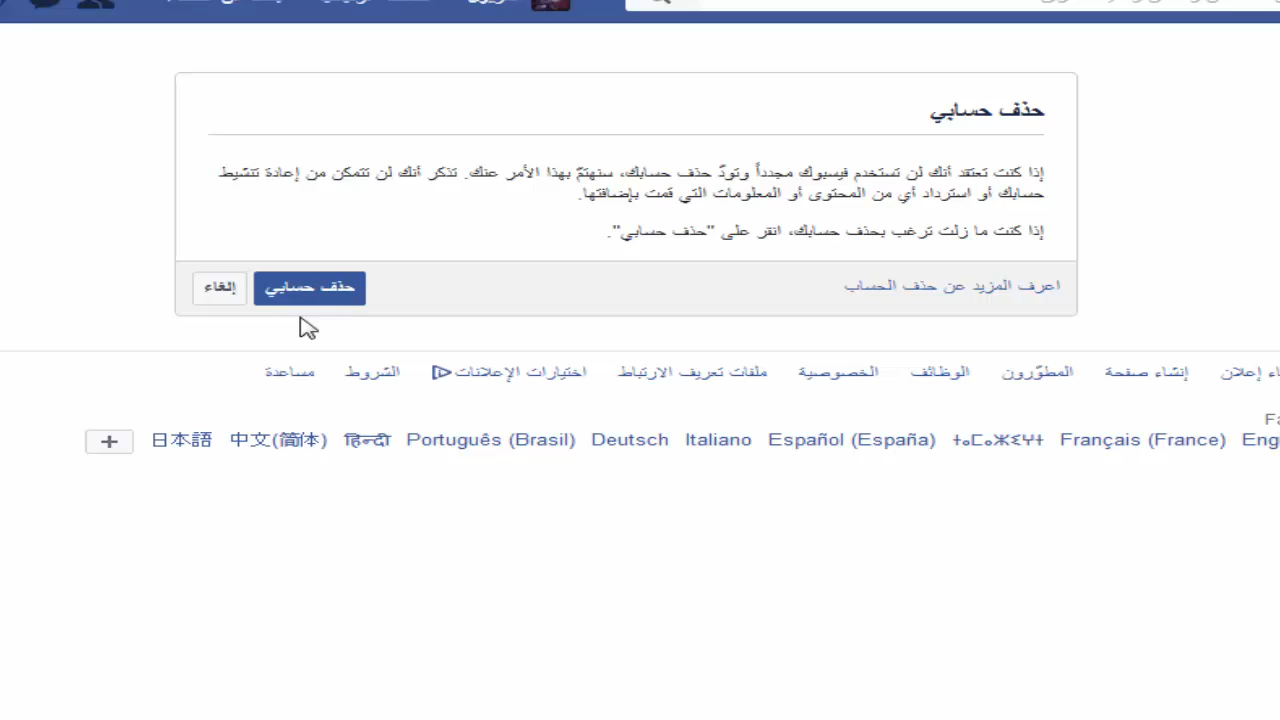 حذف حسابي
إذا كنت تعتقد أنك لن تستخدم فيسبوك مجدداً وتودّ حذف حسابك، سنهتمّ بهذا الأمر عنك. تذكر أنك لن تتمكن من إعادة تنشيط
حسابك أو استرداد أي من المحتوى أو المعلومات التي قمت بإضافتها.
إذا كنت ما زلت ترغب بحذف حسابك، انقر على "حذف حسابي".
اعرف المزيد عن حذف الحساب حذف حسابي إلغاء
إعلان إنشاء صفحة المطوّرون الوظائف الخصوصية ملفات تعريف الارتباط اختيارات الإعلانات الشروط مساعدة
Français (France) ⵜⴰⵎⴰⵣⵉⵖⵜ Español (España) Italiano Deutsch Português (Brasil) हिन्दी 中文(简体) 日本語 +